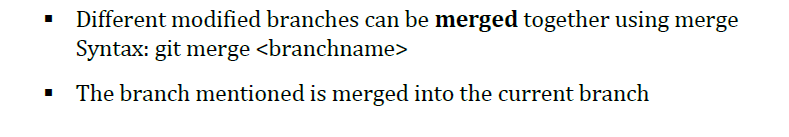 ▪ Different modified branches can be merged together using merge
Syntax: git merge <branchname>
▪ The branch mentioned is merged into the current branch